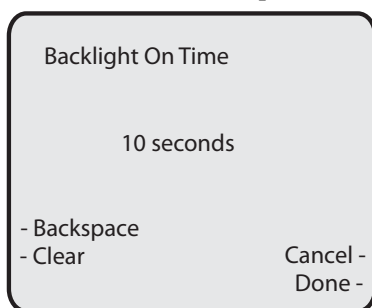 Backlight On Time
10 seconds
- Backspace
- Clear
Cancel -
Done -